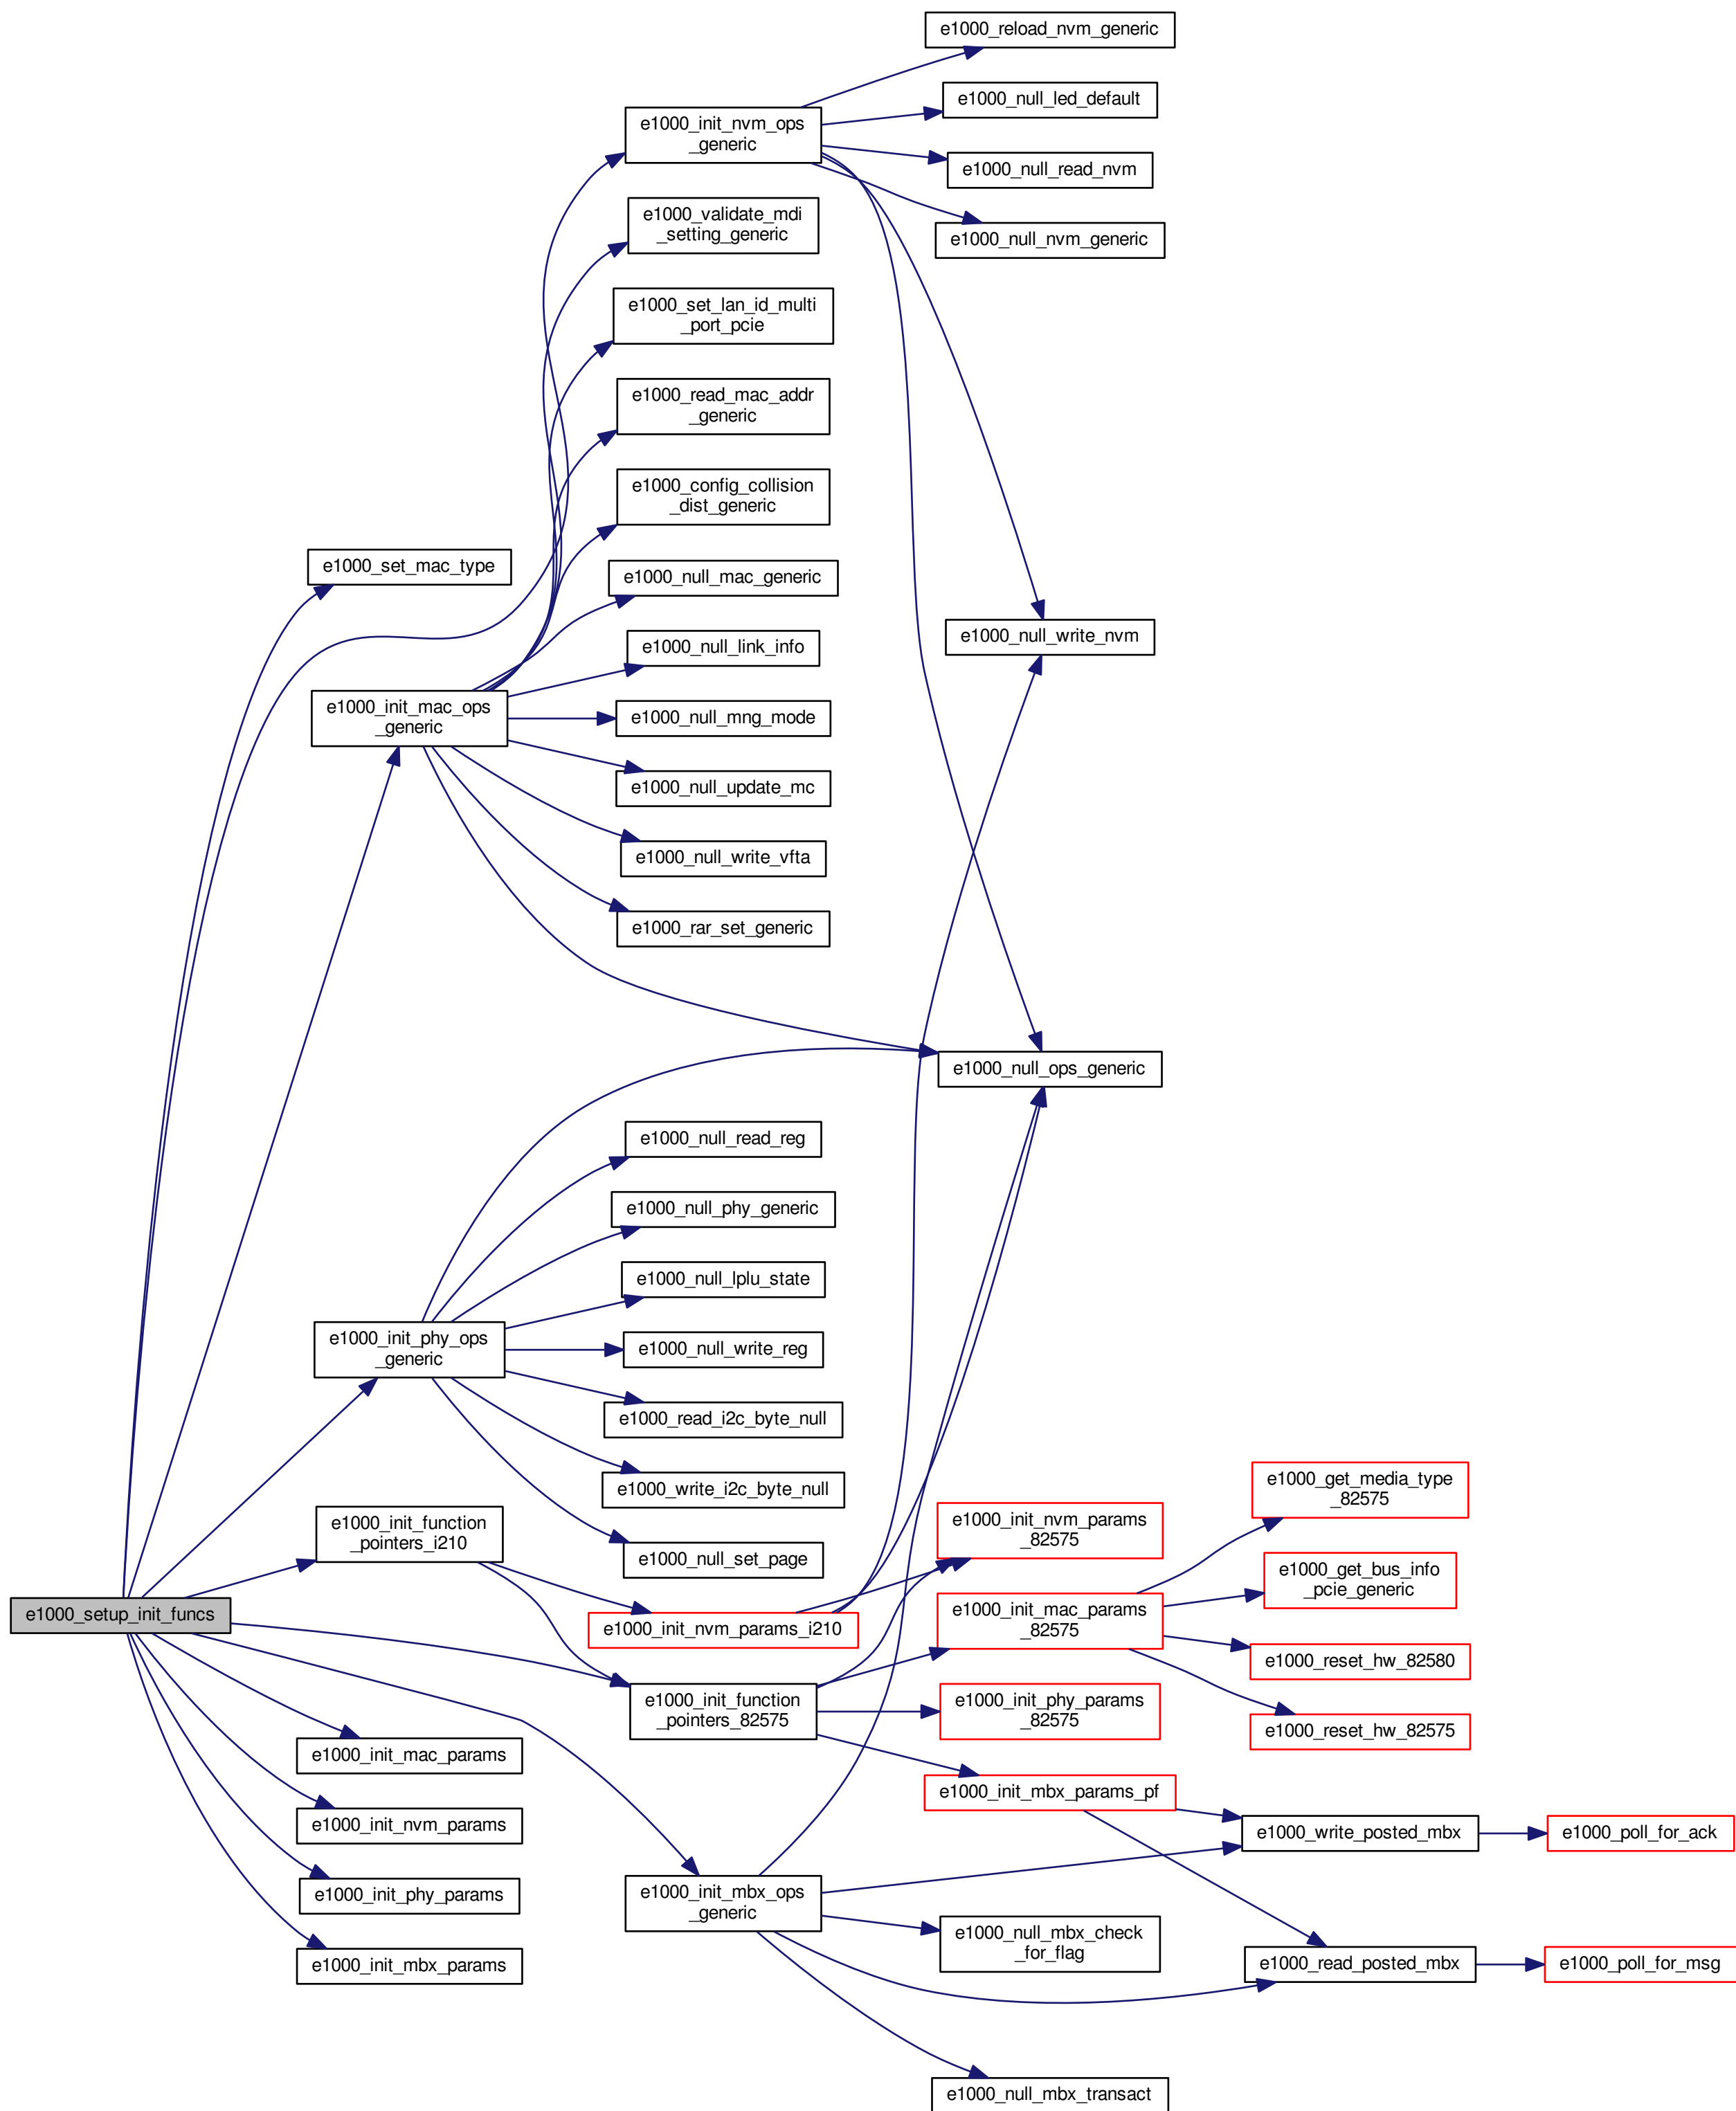 e1000_reload_nvm_generic
e1000_null_led_default
e1000_init_nvm_ops
_generic
e1000_null_read_nvm
e1000_null_nvm_generic
e1000_validate_mdi
_setting_generic
e1000_set_lan_id_multi
_port_pcie
e1000_read_mac_addr
_generic
e1000_config_collision
_dist_generic
e1000_set_mac_type
e1000_null_mac_generic
e1000_null_link_info
e1000_null_write_nvm
e1000_init_mac_ops
_generic
e1000_null_mng_mode
e1000_null_update_mc
e1000_null_write_vfta
e1000_rar_set_generic
e1000_null_ops_generic
e1000_null_read_reg
e1000_null_phy_generic
e1000_null_lplu_state
e1000_init_phy_ops
_generic
e1000_null_write_reg
e1000_read_i2c_byte_null
e1000_write_i2c_byte_null
e1000_get_media_type
_82575
e1000_init_function
_pointers_i210
e1000_init_nvm_params
_82575
e1000_null_set_page
e1000_get_bus_info
_pcie_generic
e1000_setup_init_funcs
e1000_init_nvm_params_i210
e1000_init_mac_params
_82575
e1000_reset_hw_82580
e1000_init_function
_pointers_82575
e1000_init_phy_params
_82575
e1000_reset_hw_82575
e1000_init_mac_params
e1000_init_mbx_params_pf
e1000_init_nvm_params
e1000_write_posted_mbx
e1000_poll_for_ack
e1000_init_phy_params
e1000_init_mbx_ops
_generic
e1000_null_mbx_check
_for_flag
e1000_init_mbx_params
e1000_read_posted_mbx
e1000_poll_for_msg
e1000_null_mbx_transact